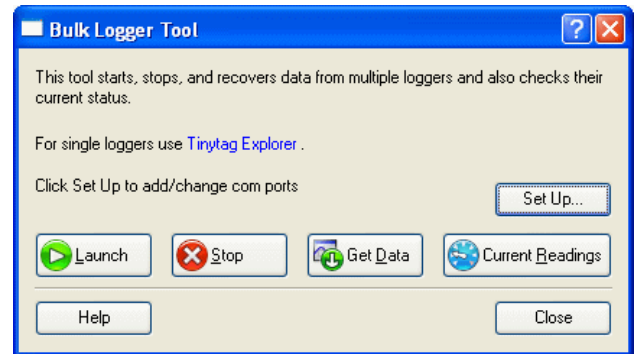 Bulk Logger Tool
This tool starts, stops, and recovers data from multiple loggers and also checks their
current status.
For single loggers use Tinytag Explorer .
Click Set Up to add/change com ports
Set Up...
Launch Stop Get Data Current Readings
Help Close